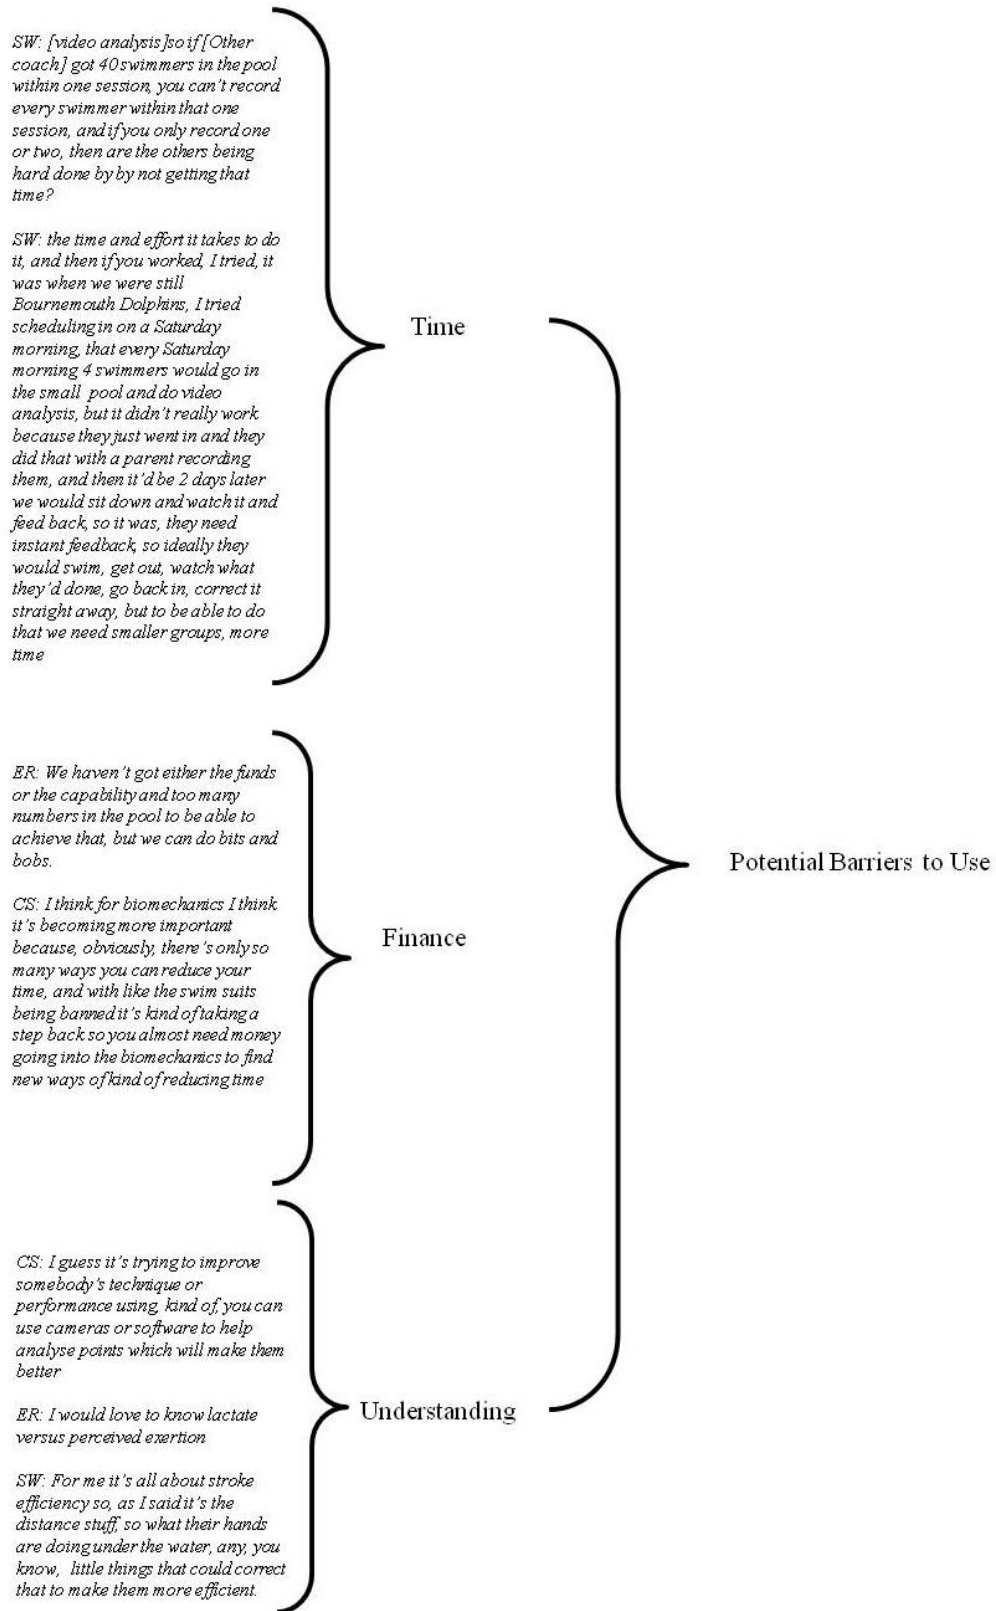 SW: [video analysis]so if [Other
coach] got 40 swimmers in the pool
within one session, you can't record
every swimmer within that one
session, and if you only record one
or two, then are the others being
hard done by by not getting that
time?
SW: the time and effort it takes to do
it, and then if you worked, I tried, it
was when we were still
Bournemouth Dolphins, I tried
scheduling in on a Saturday
morning, that every Saturday
morning 4 swimmers would go in
the small pool and do video
analysis, but it didn't really work
because they just went in and they
did that with a parent recording
them, and then it'd be 2 days later
we would sit down and watch it and
feed back, so it was, they need
instant feedback, so ideally they
would swim, get out, watch what
they'd done, go back in, correct it
straight away, but to be able to do
that we need smaller groups, more
time
Time
ER: We haven't got either the funds
or the capability and too many
numbers in the pool to be able to
achieve that, but we can do bits and
bobs.
CS: I think for biomechanics I think
it's becoming more important
because, obviously, there's only so
many ways you can reduce your
time, and with like the swim suits
being banned it's kind of taking a
step back so you almost need money
going into the biomechanics to find
new ways of kind of reducing time
Finance
Potential Barriers to Use
CS: I guess it's trying to improve
somebody's technique or
performance using, kind of, you can
use cameras or software to help
analyse points which will make them
better
ER: I would love to know lactate
versus perceived exertion
SW: For me it's all about stroke
efficiency so, as I said it's the
distance stuff, so what their hands
are doing under the water, any, you
know, little things that could correct
that to make them more efficient.
Understanding